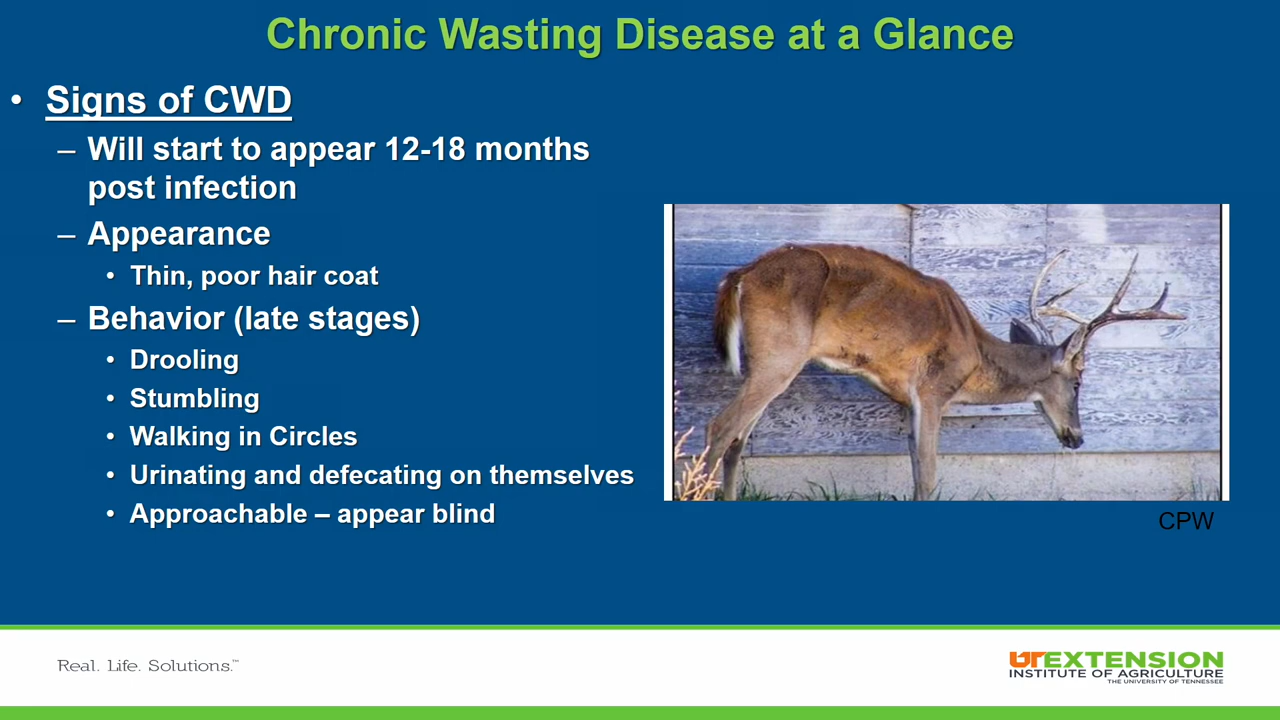 Chronic Wasting Disease at a Glance
• Signs of CWD
– Will start to appear 12-18 months
post infection
– Appearance
• Thin, poor hair coat
– Behavior (late stages)
• Drooling
• Stumbling
• Walking in Circles
• Urinating and defecating on themselves
• Approachable – appear blind
CPW
Real. Life. Solutions.™
UTEXTENSION
INSTITUTE OF AGRICULTURE
THE UNIVERSITY OF TENNESSEE